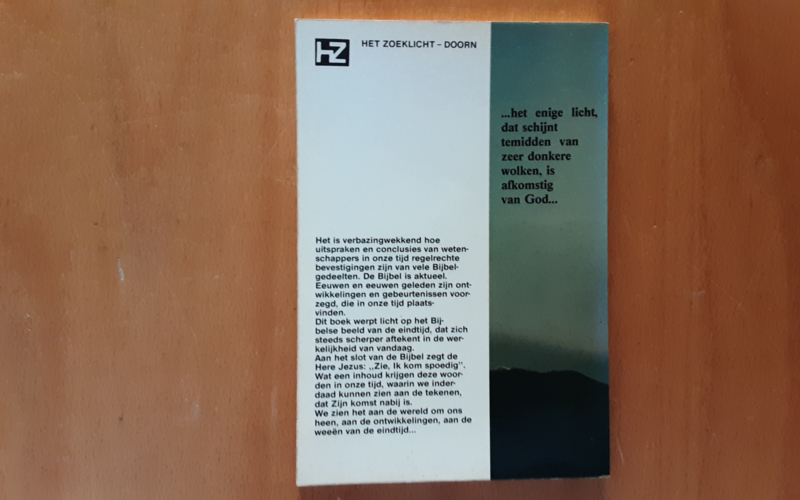 HZ
HET ZOEKLICHT – DOORN
...het enige licht,
dat schijnt
temidden van
zeer donkere
wolken, is
afkomstig
van God...
Het is verbazingwekkend hoe
uitspraken en conclusies van weten-
schappers in onze tijd regelrechte
bevestigingen zijn van vele Bijbel-
gedeelten. De Bijbel is aktueel.
Eeuwen en eeuwen geleden zijn ont-
wikkelingen en gebeurtenissen voor-
zegd, die in onze tijd plaats-
vinden.
Dit boek werpt licht op het Bij-
belse beeld van de eindtijd, dat zich
steeds scherper aftekent in de wer-
kelijkheid van vandaag.
Aan het slot van de Bijbel zegt de
Here Jezus: „Zie, Ik kom spoedig”.
Wat een inhoud krijgen deze woor-
den in onze tijd, waarin we inder-
daad kunnen zien aan de tekenen,
dat Zijn komst nabij is.
We zien het aan de wereld om ons
heen, aan de ontwikkelingen, aan de
weeën van de eindtijd...